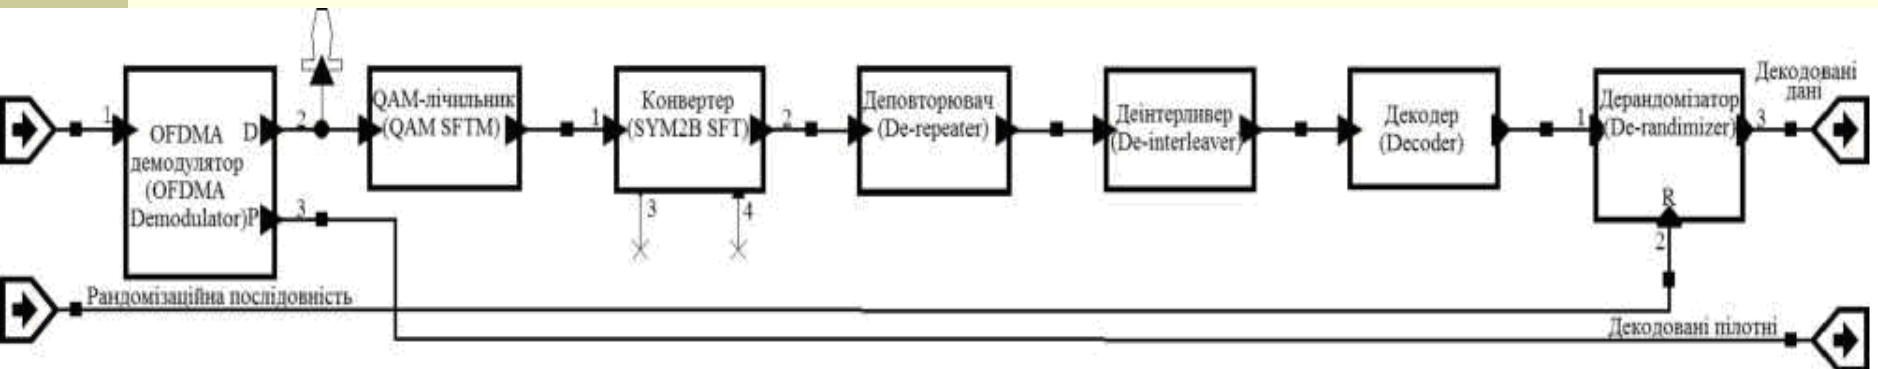 1
OFDMA
демодулятор
(OFDMA
Demodulator)
D
P
2
3
QAM-лічильник
(QAM SFTM)
1
Конвертер
(SYM2B SFT)
2
3
4
Деповторювач
(De-repeater)
Деінтерливер
(De-interleaver)
Декодер
(Decoder)
1
Дерандомізатор
(De-randimizer)
R
2
3
Декодовані
дані
Рандомізаційна послідовність
Декодовані пілотні